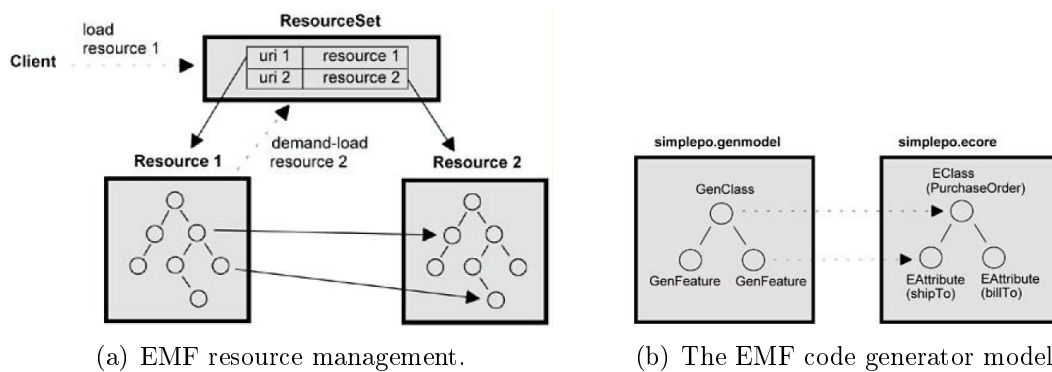 ResourceSet
load
resource 1
Client
uri 1 resource 1
uri 2 resource 2
demand-load
resource 2
Resource 1
Resource 2
(a) EMF resource management.
simplepo.genmodel
simplepo.ecore
GenClass
EClass
(PurchaseOrder)
GenFeature GenFeature
EAttribute EAttribute
(shipTo) (billTo)
(b) The EMF code generator model